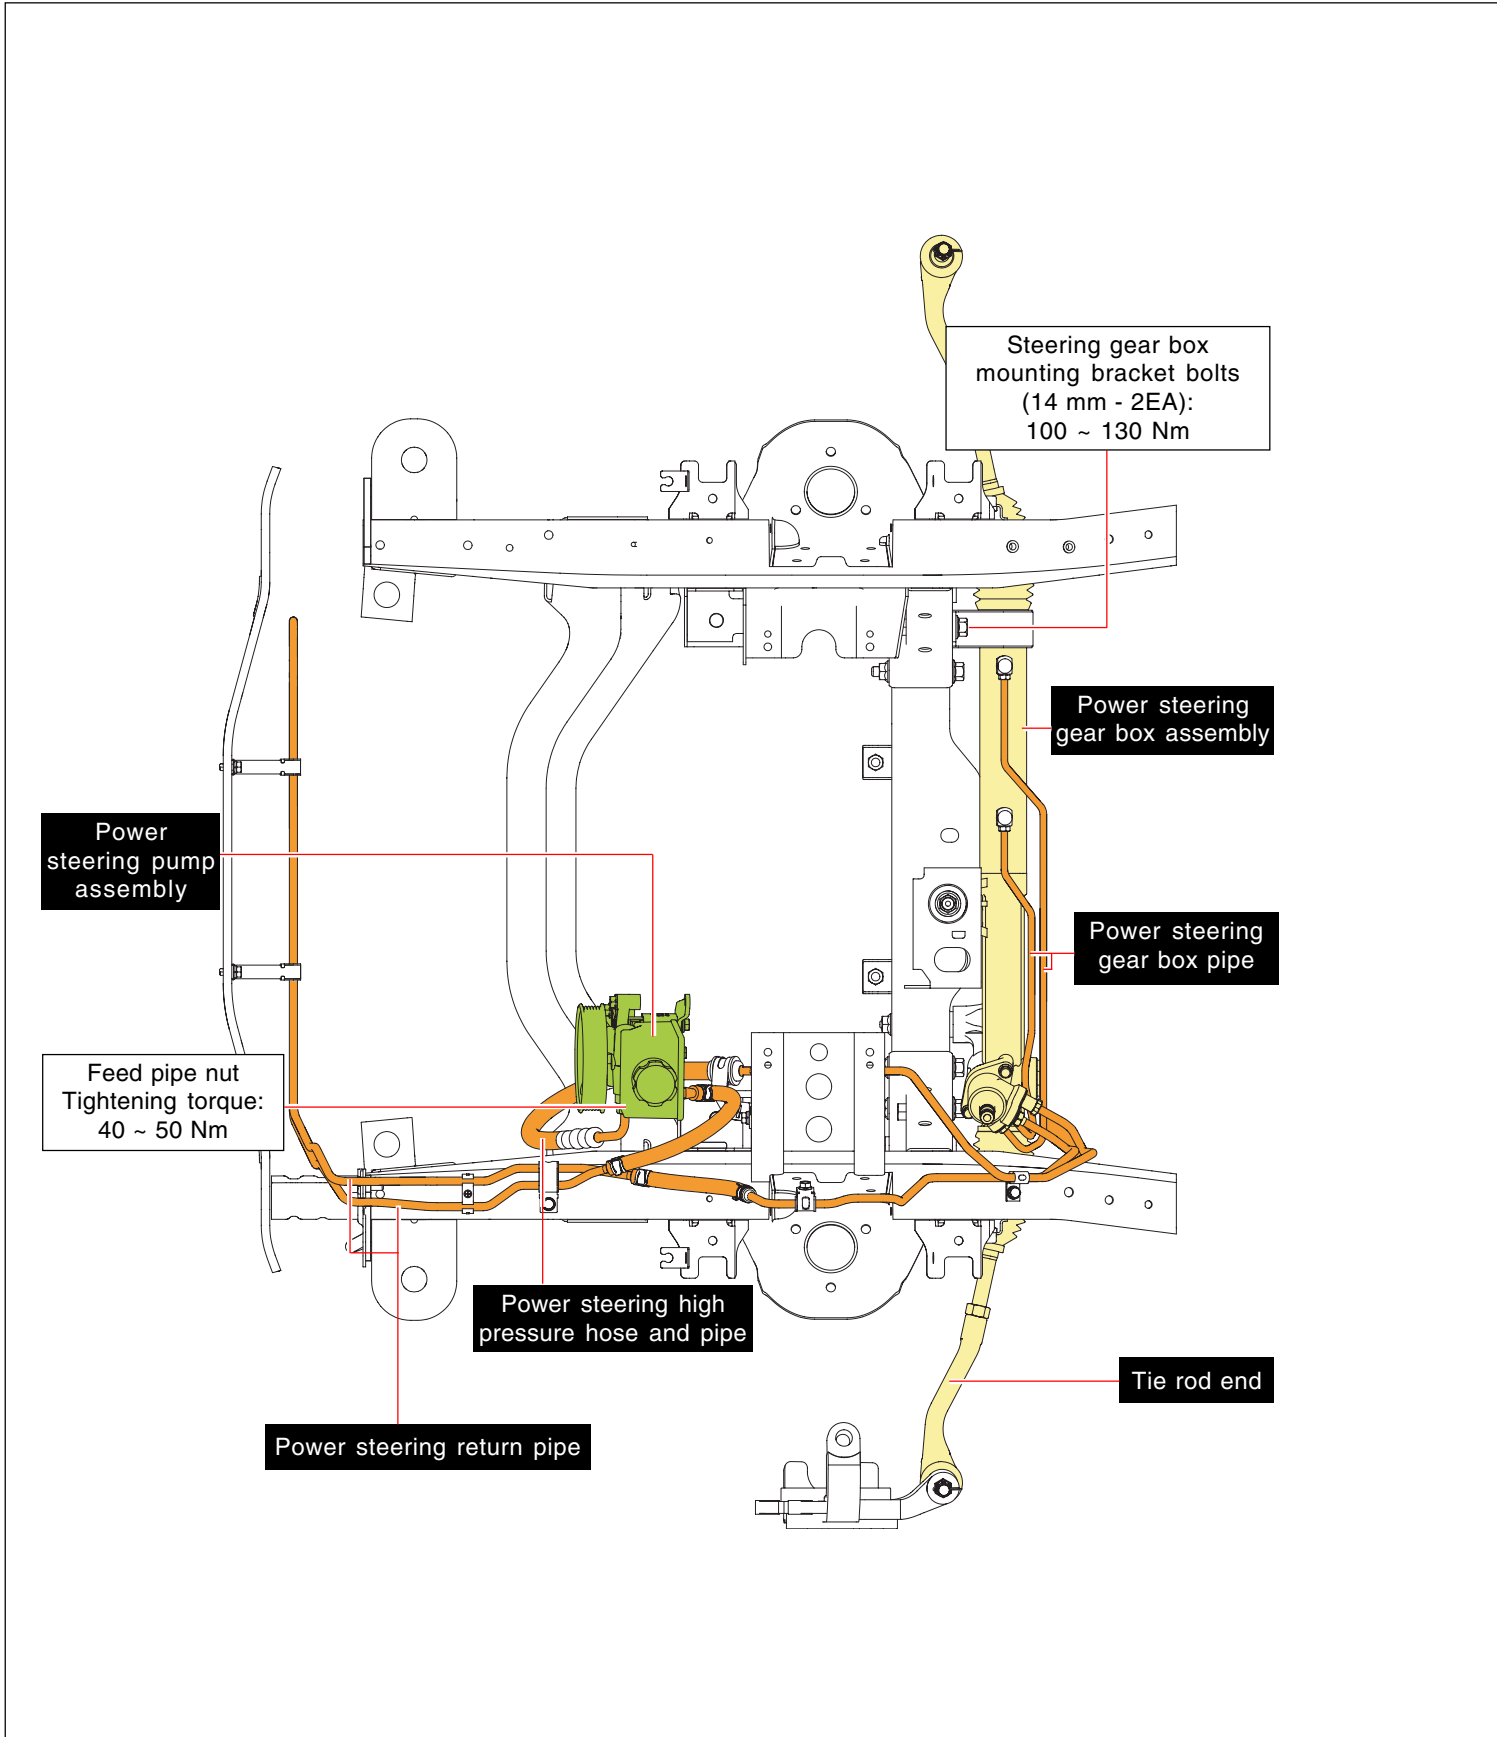 Steering gear box
mounting bracket bolts
(14 mm - 2EA):
100 ~ 130 Nm
Power steering
gear box assembly
Power
steering pump
assembly
Power steering
gear box pipe
Feed pipe nut
Tightening torque:
40 ~ 50 Nm
Power steering high
pressure hose and pipe
Tie rod end
Power steering return pipe